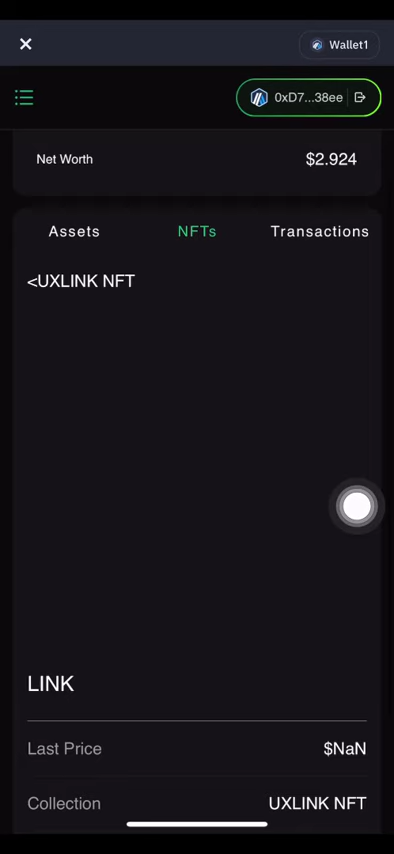 Wallet1
0xD7...38ee
Net Worth
$2.924
Assets
NFTs
Transactions
<UXLINK NFT
LINK
Last Price
$NaN
Collection
UXLINK NFT